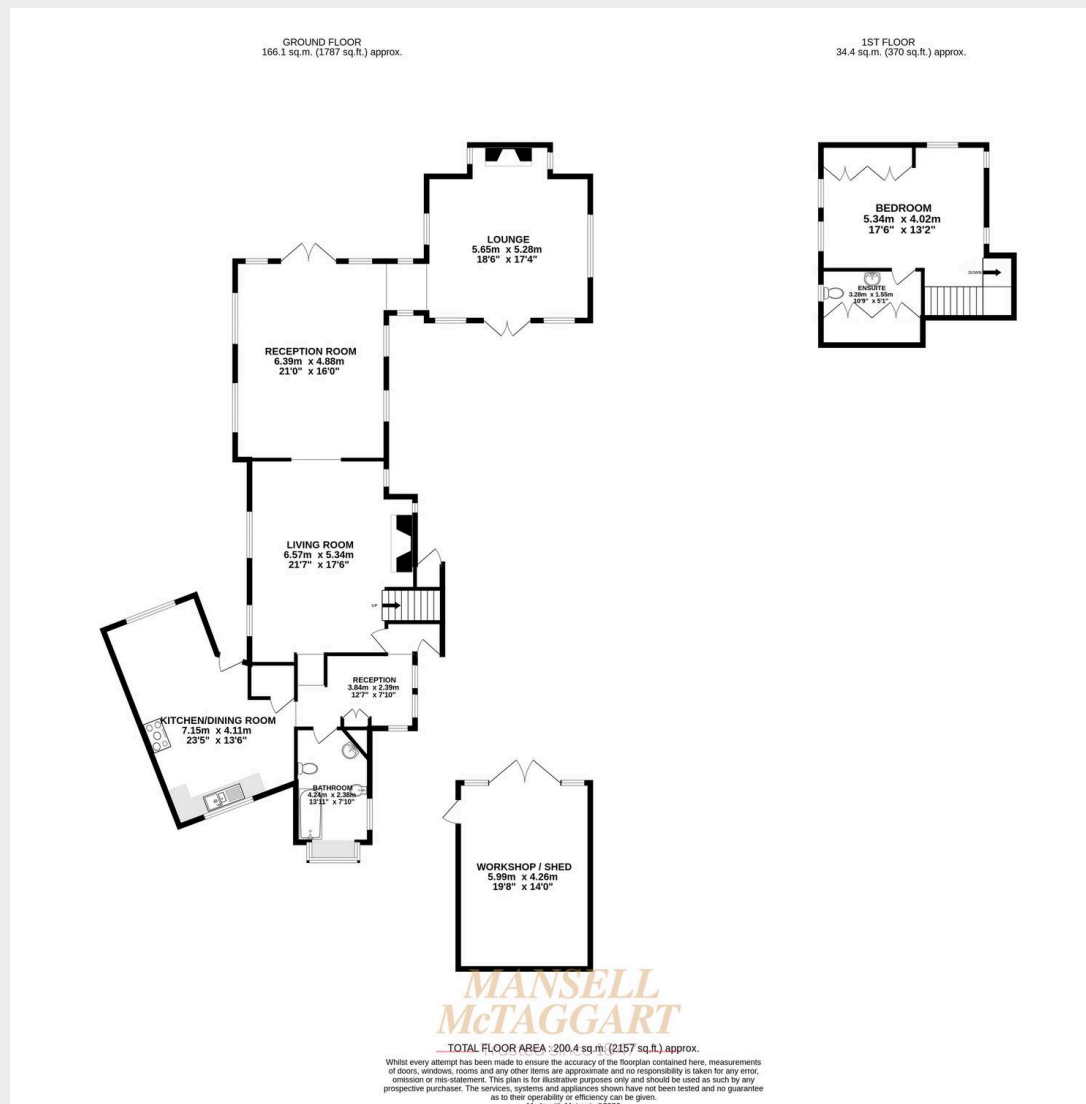 GROUND FLOOR
166.1 sq.m. (1787 sq.ft.) approx.
1ST FLOOR
34.4 sq.m. (370 sq.ft.) approx.
LOUNGE
5.65m x 5.28m
18'6" x 17'4"
BEDROOM
5.34m x 4.02m
17'6" x 13'2"
DOWN
ENSUITE
3.28m x 1.55m
10'9" x 5'1"
RECEPTION ROOM
6.39m x 4.88m
21'0" x 16'0"
LIVING ROOM
6.57m x 5.34m
21'7" x 17'6"
UP
RECEPTION
3.84m x 2.39m
12'7" x 7'10"
KITCHEN/DINING ROOM
7.15m x 4.11m
23'5" x 13'6"
BATHROOM
4.24m x 2.38m
13'11" x 7'10"
WORKSHOP / SHED
5.99m x 4.26m
19'8" x 14'0"
MANSELL
McTAGGART
Trusted since
TOTAL FLOOR AREA : 200.4 sq.m. (2157 sq.ft.) approx.
Whilst every attempt has been made to ensure the accuracy of the floorplan contained here, measurements
of doors, windows, rooms and any other items are approximate and no responsibility is taken for any error,
omission or mis-statement. This plan is for illustrative purposes only and should be used as such by any
prospective purchaser. The services, systems and appliances shown have not been tested and no guarantee
as to their operability or efficiency can be given.